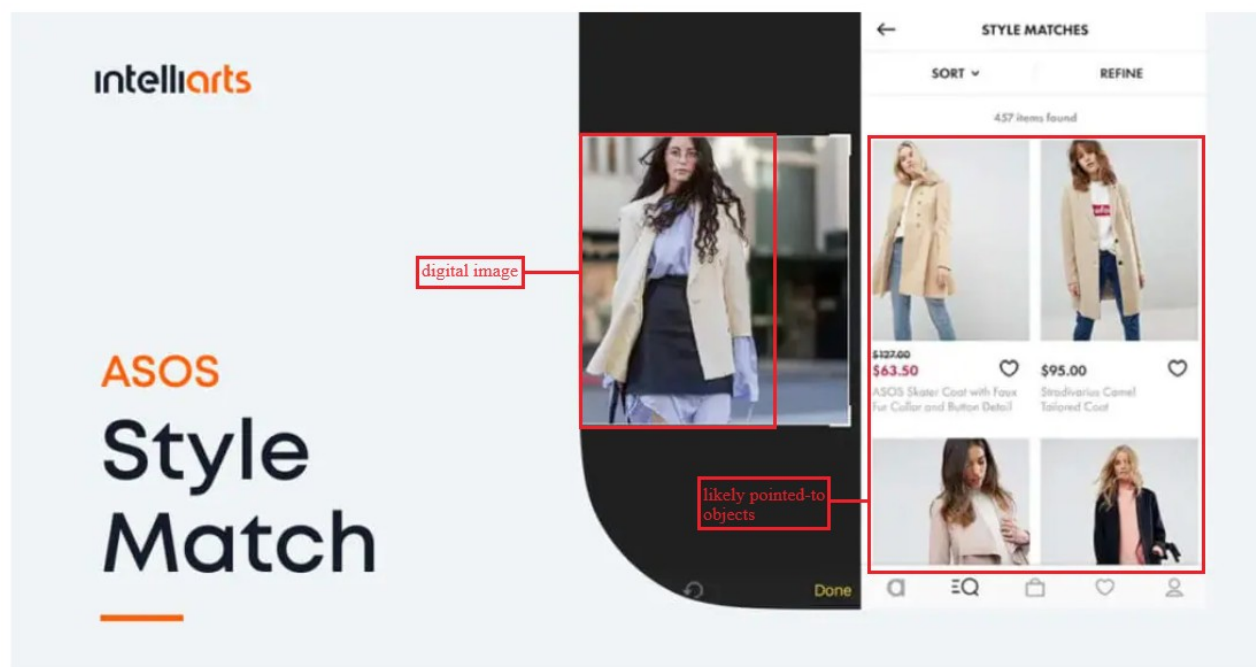 intelliarts
ASOS
Style
Match
digital image
likely pointed-to
objects
Done
STYLE MATCHES
SORT
REFINE
457 items found
$127.00
$63.50
ASOS Skater Coat with Faux
Fur Collar and Button Detail
$95.00
Stradivarius Camel
Tailored Coat